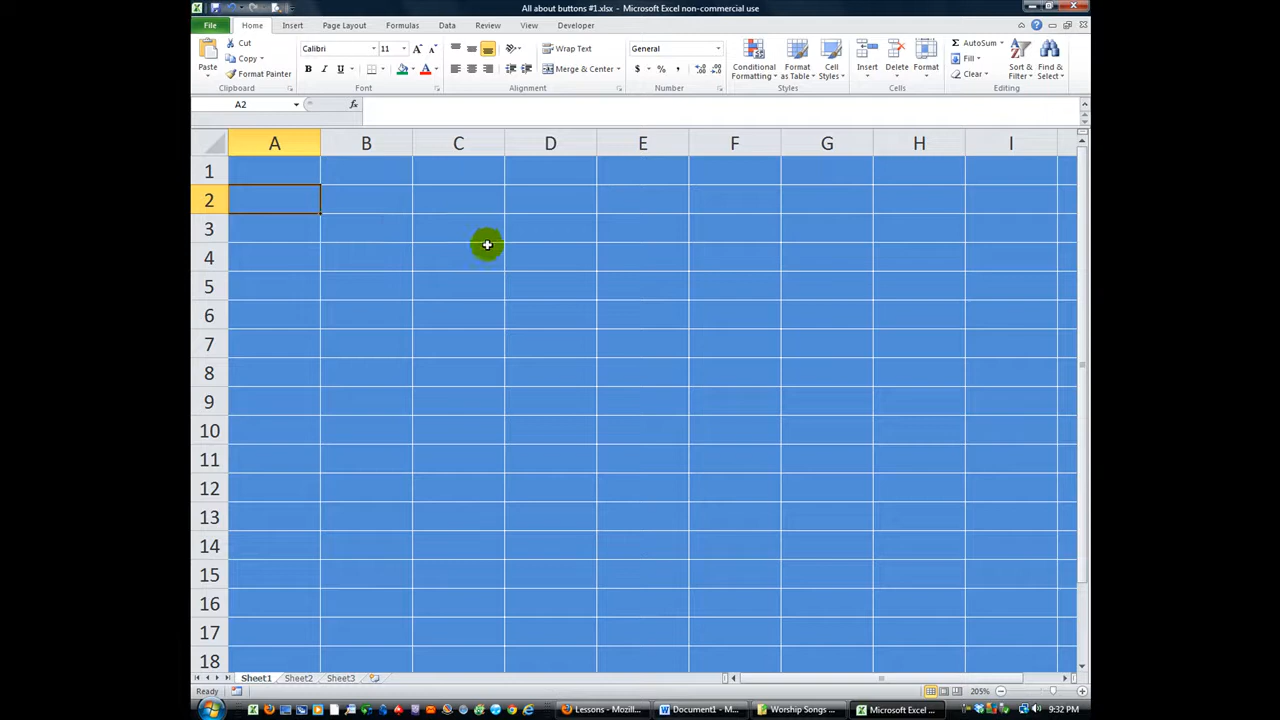 All about buttons #1.xlsx - Microsoft Excel non-commercial use
File Home Insert Page Layout Formulas Data Review View Developer
Paste Cut Copy Format Painter Clipboard
Calibri 11 B I U Font
Wrap Text Merge & Center Alignment
General $ % , Number
Conditional Formatting Format as Table Cell Styles Styles
Insert Delete Format Cells
AutoSum Fill Clear Sort & Filter Find & Select Editing
A2 fx
A B C D E F G H I
1
2
3
4
5
6
7
8
9
10
11
12
13
14
15
16
17
18
Sheet1 Sheet2 Sheet3
Ready 205%
Lessons - Mozill... Document1 - M... Worship Songs ... Microsoft Excel ... 9:32 PM